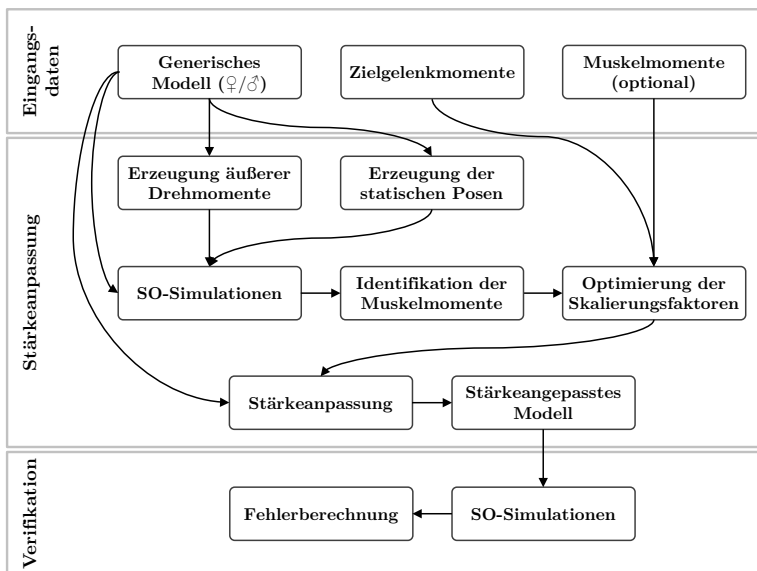 Eingangs-
daten
Generisches
Modell (♀/♂)
Zielgelenkmomente
Muskelmomente
(optional)
Stärkeanpassung
Erzeugung äußerer
Drehmomente
Erzeugung der
statischen Posen
SO-Simulationen
Identifikation der
Muskelmomente
Optimierung der
Skalierungsfaktoren
Stärkeanpassung
Stärkeangepasstes
Modell
Verifikation
Fehlerberechnung
SO-Simulationen